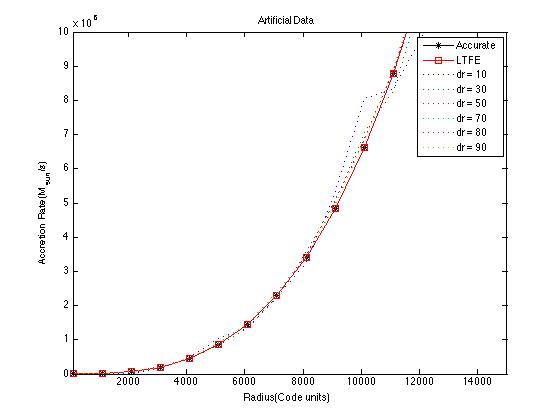 Artificial Data
× 10⁶
10
9
8
7
6
5
4
3
2
1
0
Accretion Rate(M_sun/s)
2000 4000 6000 8000 10000 12000 14000
Radius(Code units)
Accurate
LTFE
dr = 10
dr = 30
dr = 50
dr = 70
dr = 80
dr = 90